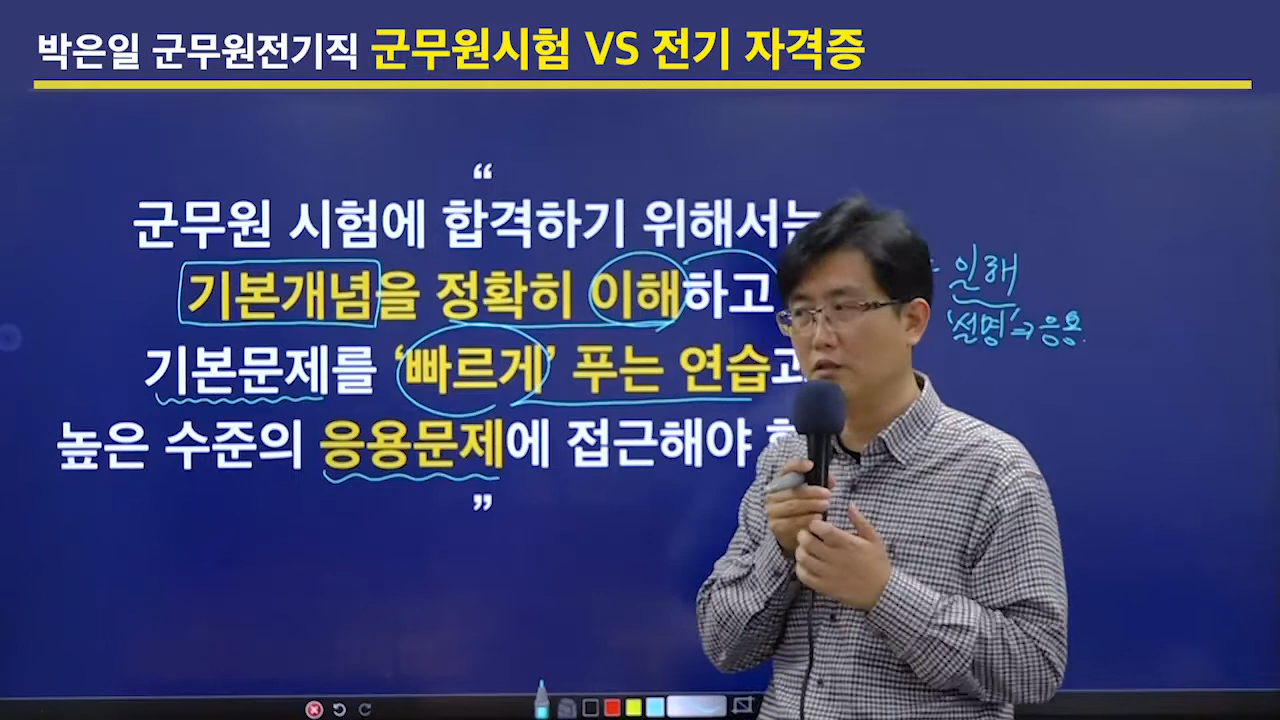 박은일 군무원전기직 군무원시험 VS 전기 자격증
“
군무원 시험에 합격하기 위해서는
기본개념을 정확히 이해하고
기본문제를 ‘빠르게’ 푸는 연습과
높은 수준의 응용문제에 접근해야
”
인해
‘설명’→응용.